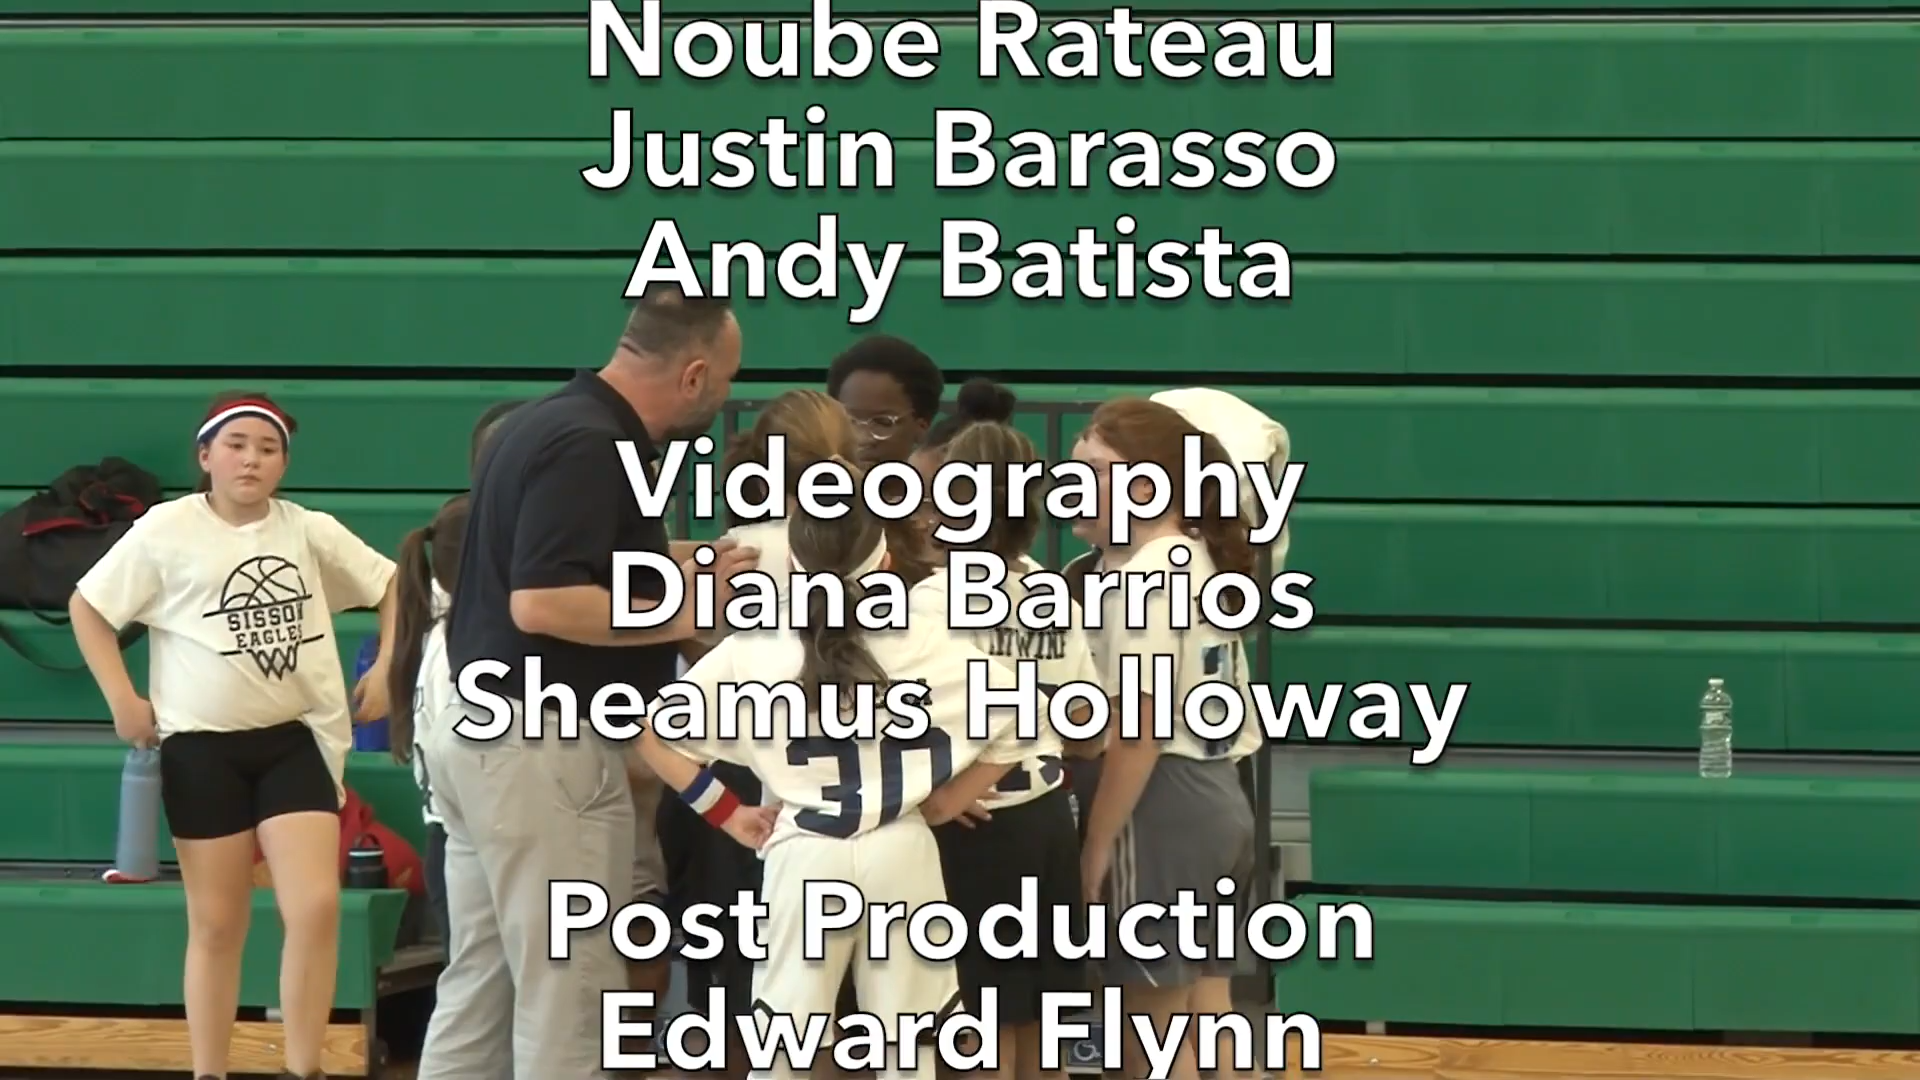 Noube Rateau
Justin Barasso
Andy Batista
Videography
Diana Barrios
Sheamus Holloway
Post Production
Edward Flynn
SISSON
EAGLES
30